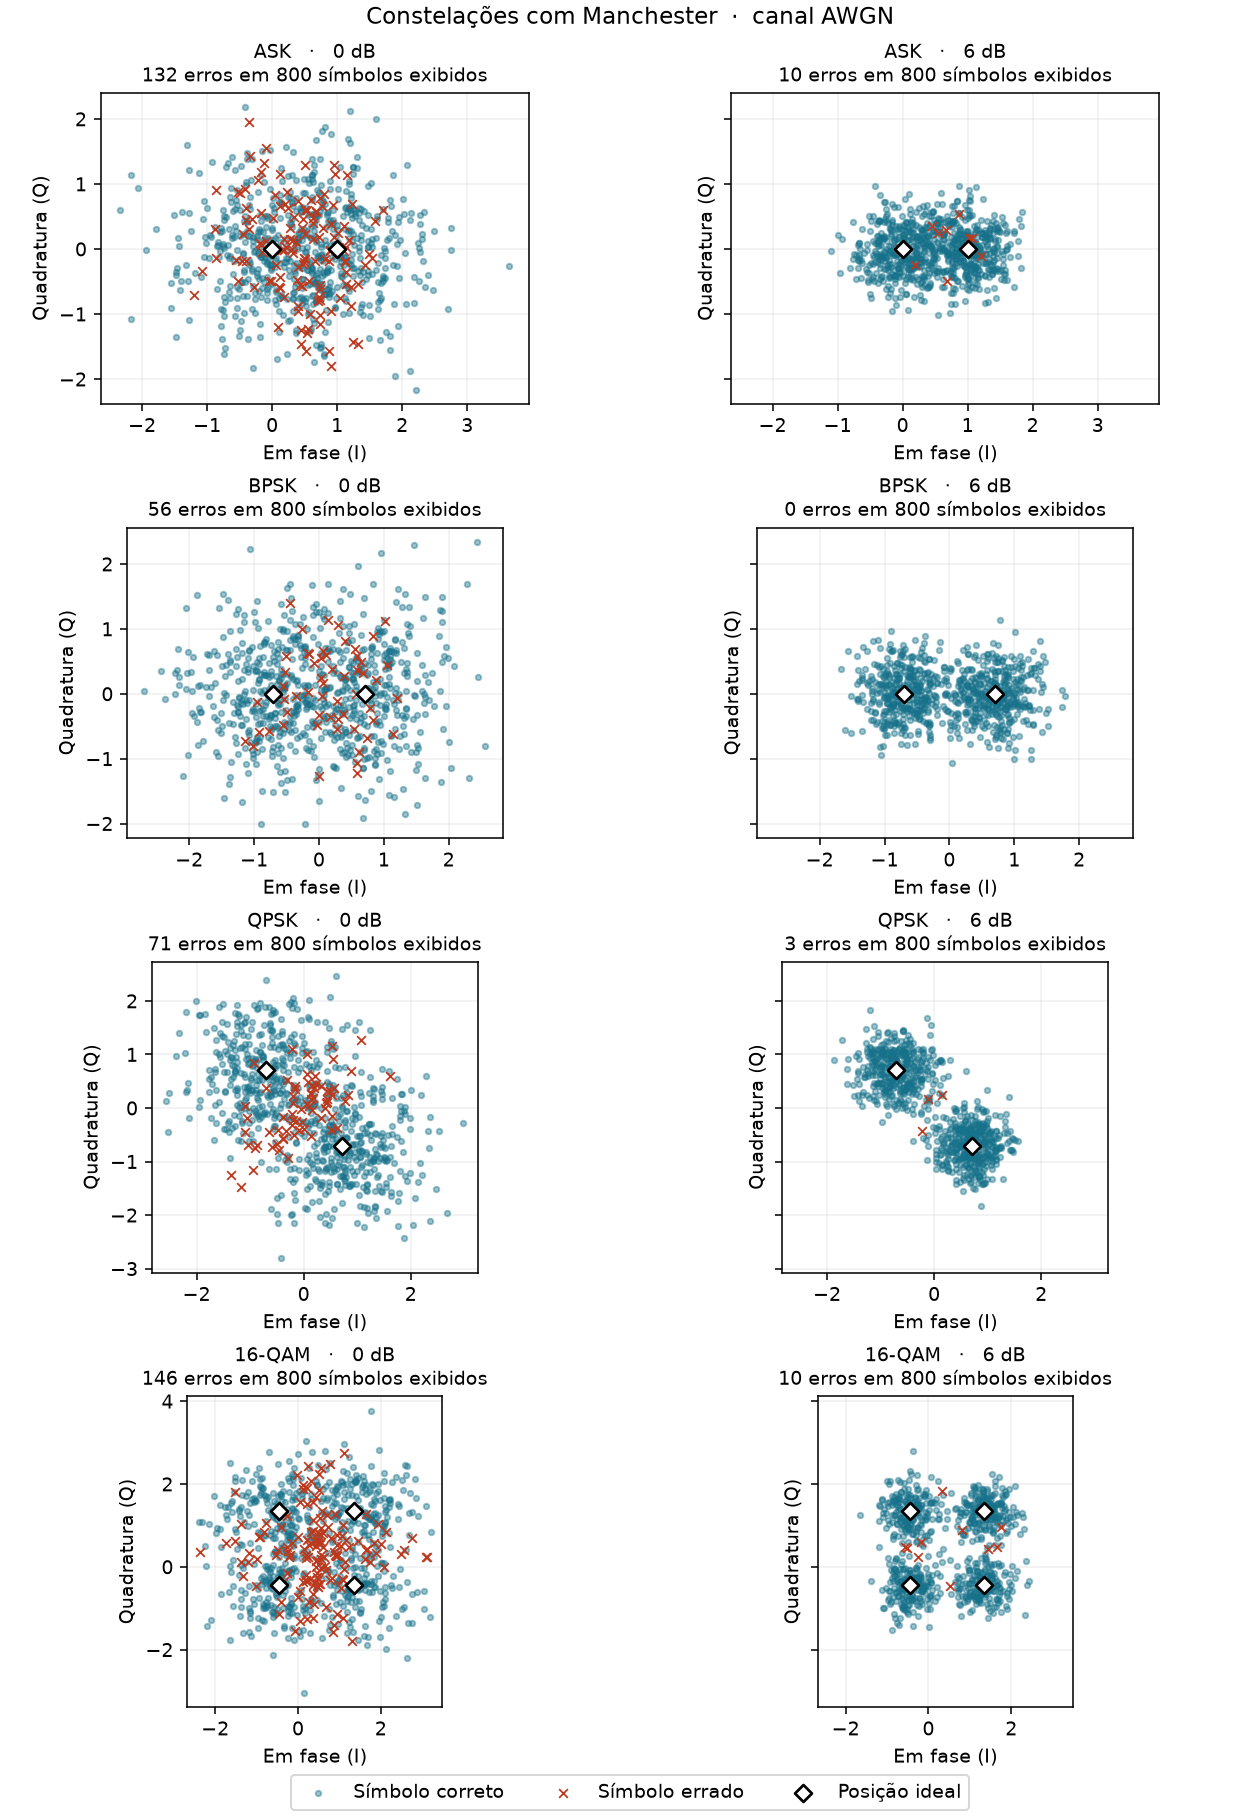 Constelações com Manchester · canal AWGN
ASK · 0 dB
132 erros em 800 símbolos exibidos
2
1
0
−1
−2
Quadratura (Q)
−2 −1 0 1 2 3
Em fase (I)
ASK · 6 dB
10 erros em 800 símbolos exibidos
Quadratura (Q)
−2 −1 0 1 2 3
Em fase (I)
BPSK · 0 dB
56 erros em 800 símbolos exibidos
2
1
0
−1
−2
Quadratura (Q)
−2 −1 0 1 2
Em fase (I)
BPSK · 6 dB
0 erros em 800 símbolos exibidos
Quadratura (Q)
−2 −1 0 1 2
Em fase (I)
QPSK · 0 dB
71 erros em 800 símbolos exibidos
2
1
0
−1
−2
−3
Quadratura (Q)
−2 0 2
Em fase (I)
QPSK · 6 dB
3 erros em 800 símbolos exibidos
Quadratura (Q)
−2 0 2
Em fase (I)
16-QAM · 0 dB
146 erros em 800 símbolos exibidos
4
2
0
−2
Quadratura (Q)
−2 0 2
Em fase (I)
16-QAM · 6 dB
10 erros em 800 símbolos exibidos
Quadratura (Q)
−2 0 2
Em fase (I)
Símbolo correto Símbolo errado Posição ideal